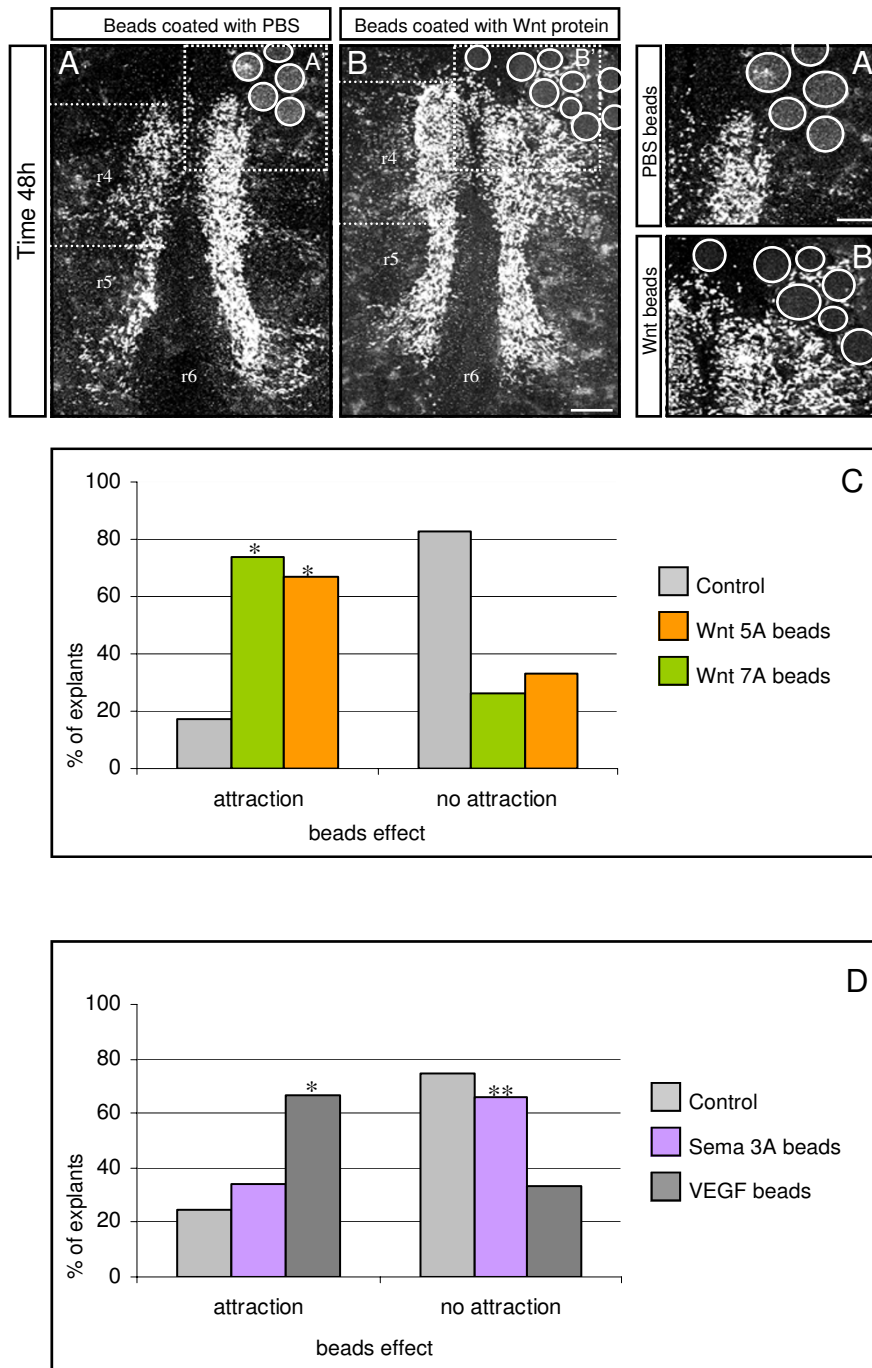 Beads coated with PBS
Beads coated with Wnt protein
Time 48h
A
A'
r4
r5
r6
B
B'
r4
r5
r6
PBS beads
A
Wnt beads
B
C
100
80
60
40
20
0
% of explants
*
*
attraction
no attraction
beads effect
Control
Wnt 5A beads
Wnt 7A beads
D
100
80
60
40
20
0
% of explants
*
**
attraction
no attraction
beads effect
Control
Sema 3A beads
VEGF beads